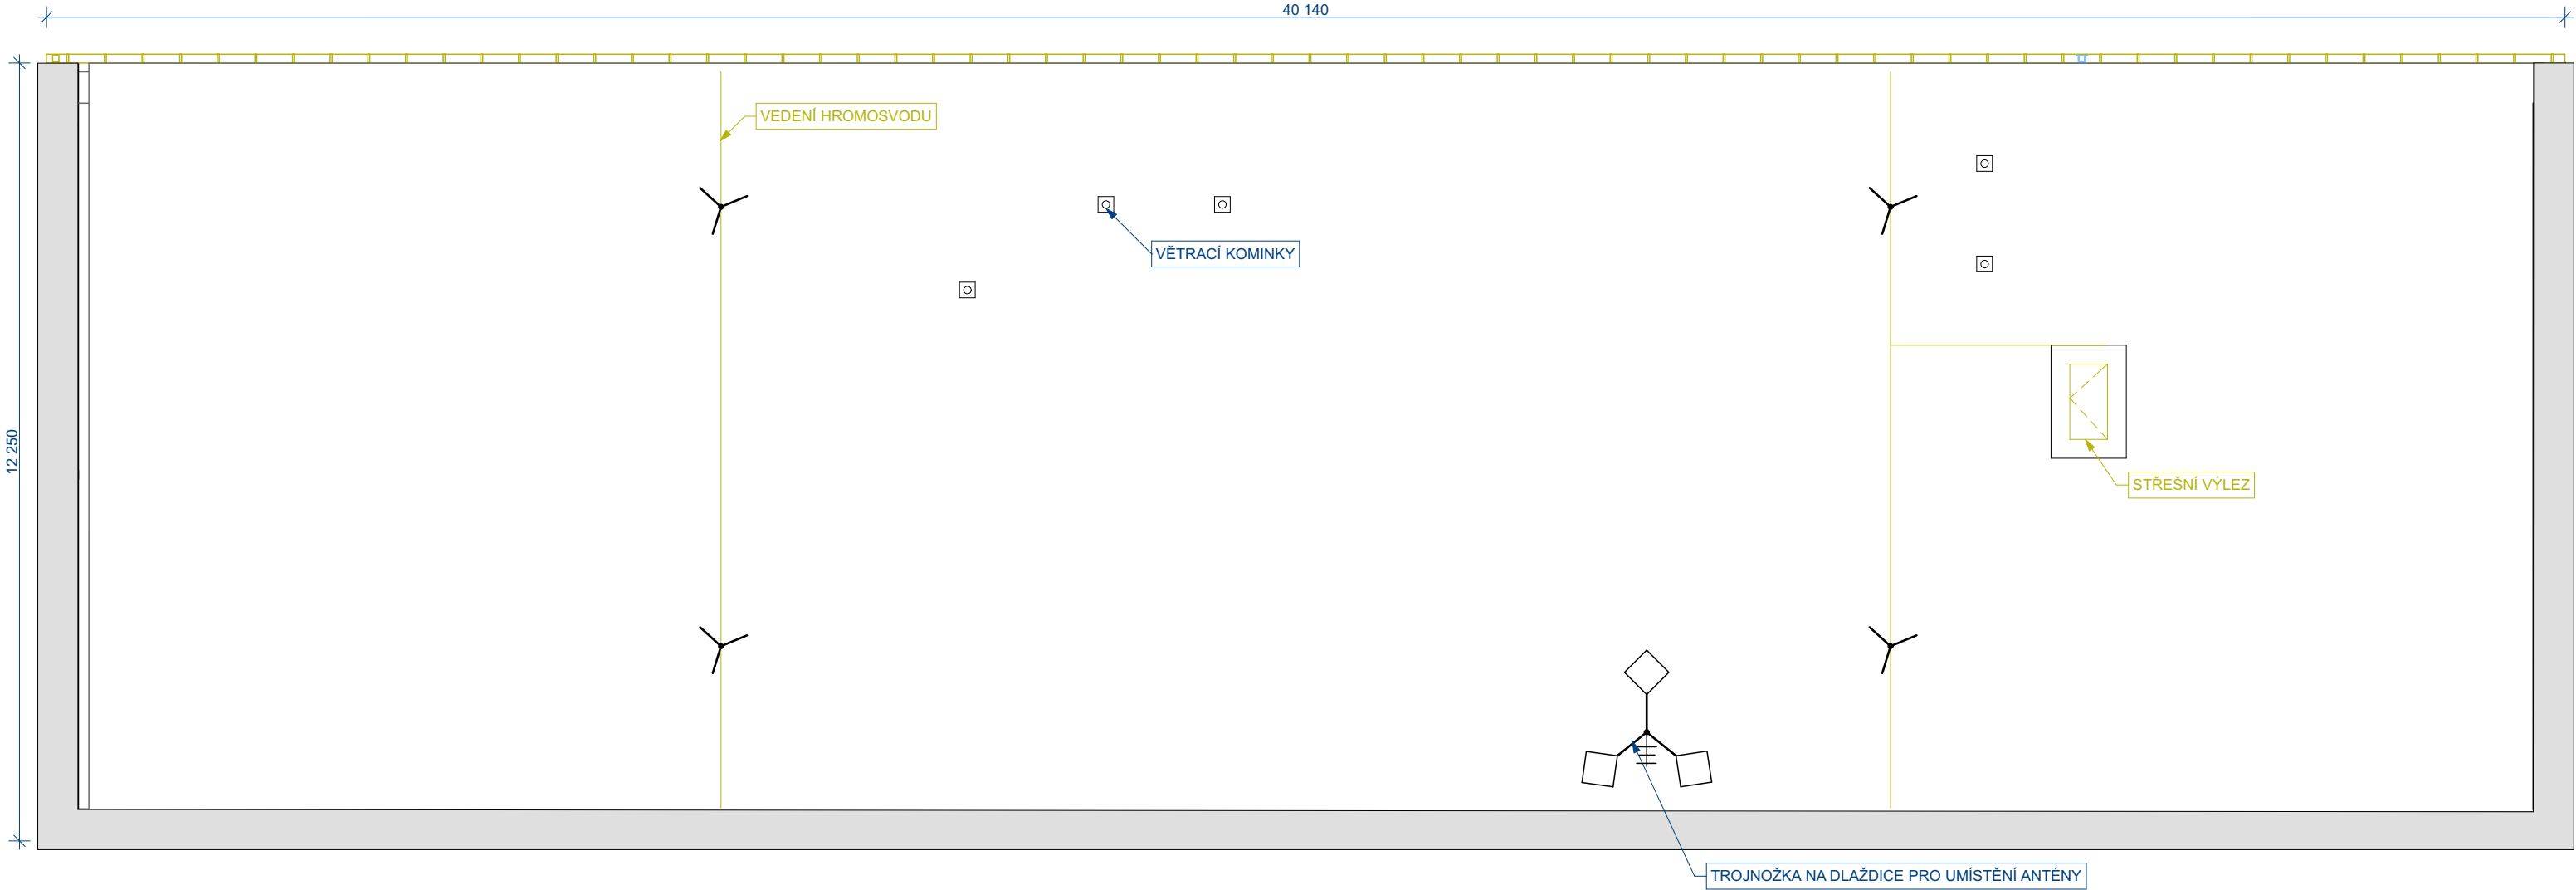 40 140
VEDENÍ HROMOSVODU
VĚTRACÍ KOMINKY
12 250
STŘEŠNÍ VÝLEZ
TROJNOŽKA NA DLAŽDICE PRO UMÍSTĚNÍ ANTÉNY